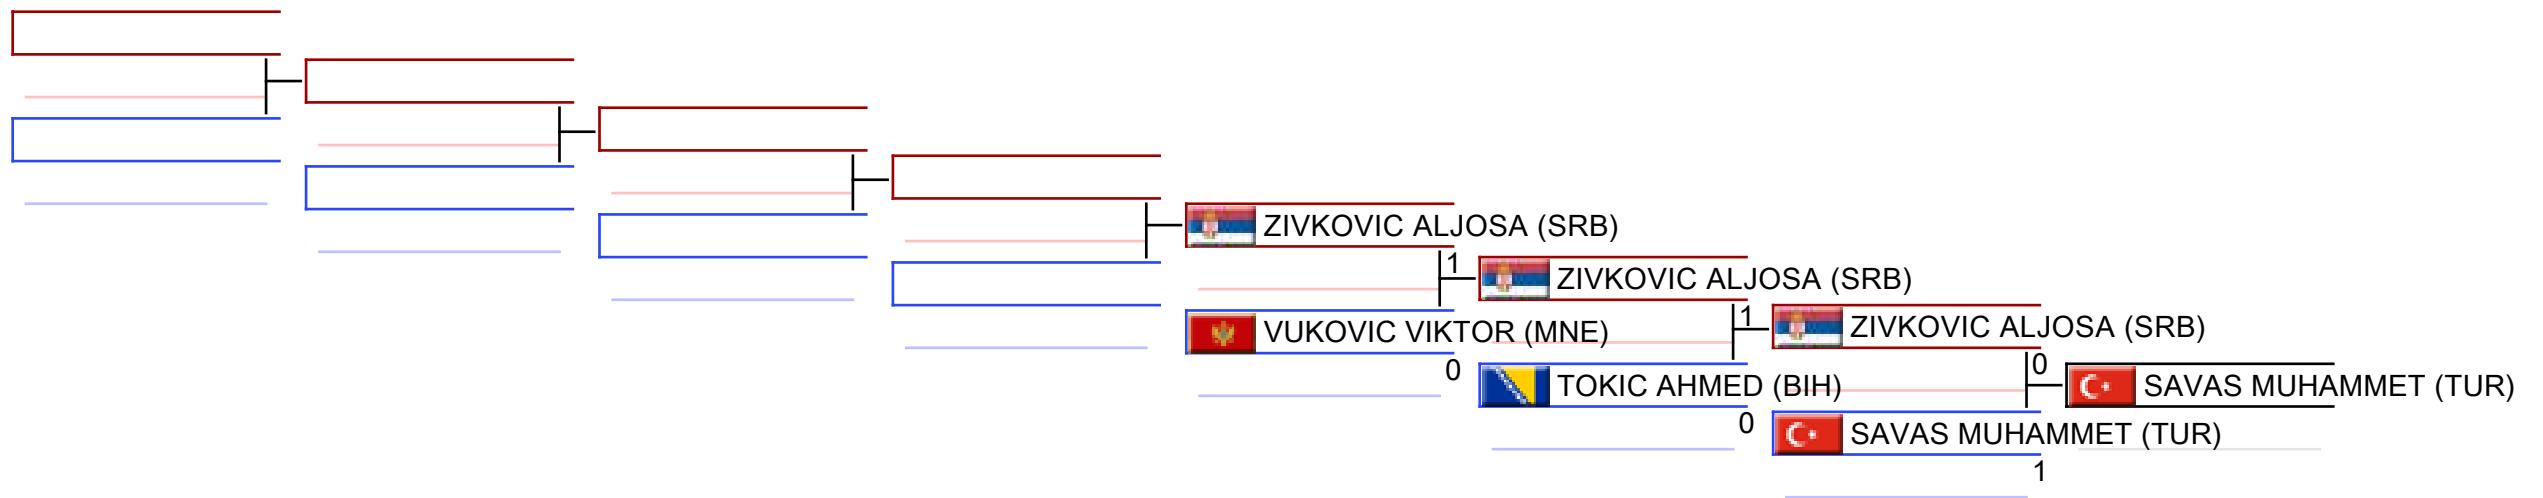 ZIVKOVIC ALJOSA (SRB)
1
ZIVKOVIC ALJOSA (SRB)
VUKOVIC VIKTOR (MNE)
0
1
ZIVKOVIC ALJOSA (SRB)
TOKIC AHMED (BIH)
0
0
SAVAS MUHAMMET (TUR)
SAVAS MUHAMMET (TUR)
1